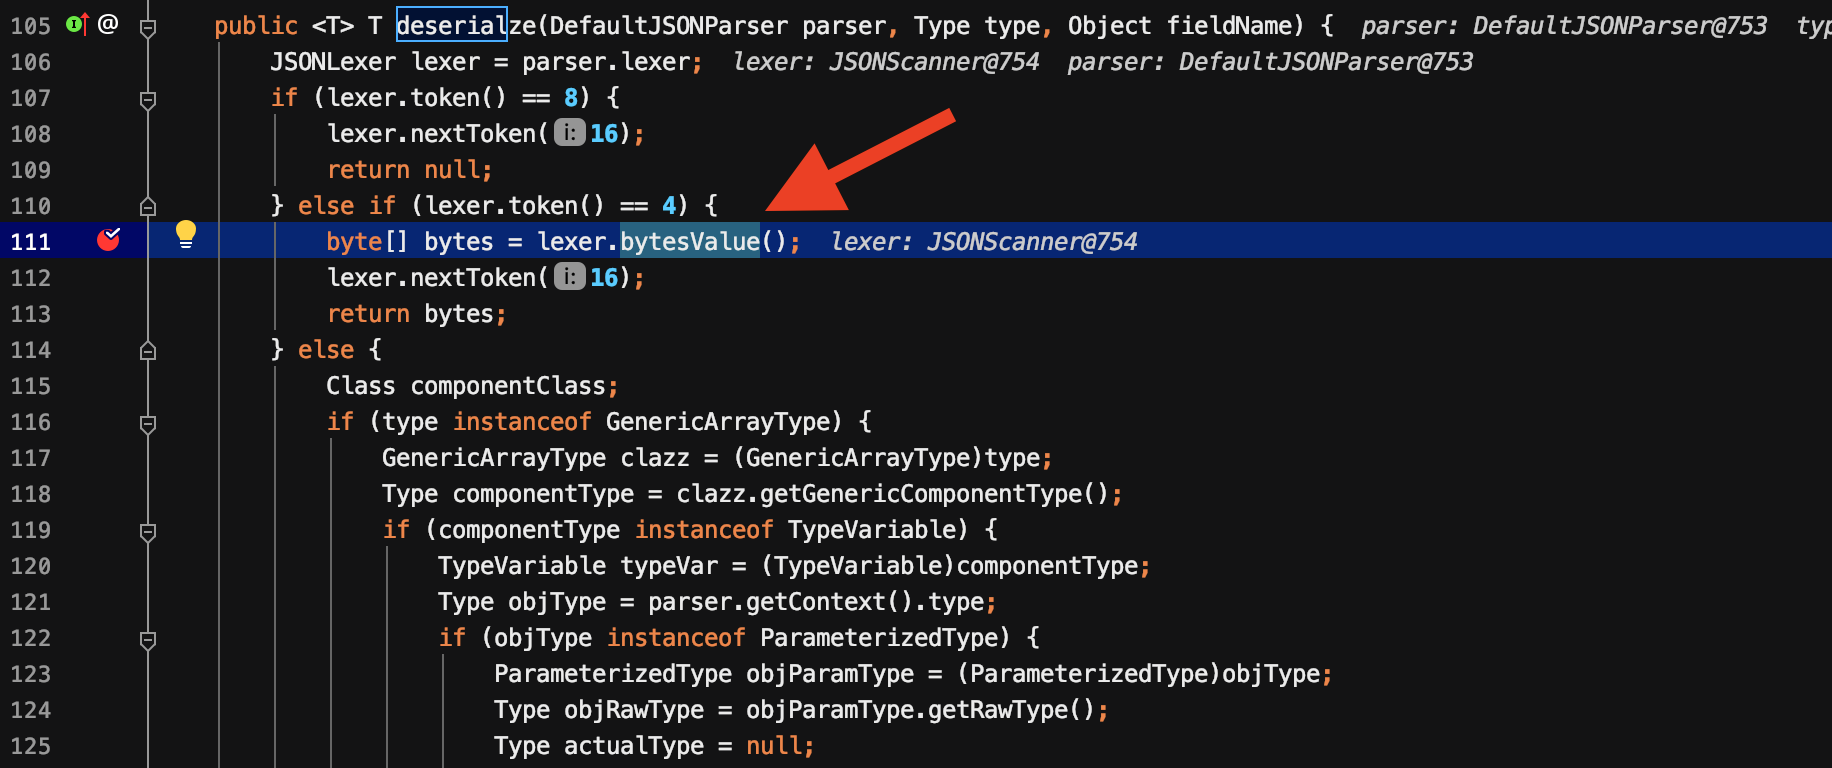 105 @ public <T> T deserialze(DefaultJSONParser parser, Type type, Object fieldName) { parser: DefaultJSONParser@753 typ
106 JSONLexer lexer = parser.lexer; lexer: JSONScanner@754 parser: DefaultJSONParser@753
107 if (lexer.token() == 8) {
108 lexer.nextToken( i: 16);
109 return null;
110 } else if (lexer.token() == 4) {
111 byte[] bytes = lexer.bytesValue(); lexer: JSONScanner@754
112 lexer.nextToken( i: 16);
113 return bytes;
114 } else {
115 Class componentClass;
116 if (type instanceof GenericArrayType) {
117 GenericArrayType clazz = (GenericArrayType)type;
118 Type componentType = clazz.getGenericComponentType();
119 if (componentType instanceof TypeVariable) {
120 TypeVariable typeVar = (TypeVariable)componentType;
121 Type objType = parser.getContext().type;
122 if (objType instanceof ParameterizedType) {
123 ParameterizedType objParamType = (ParameterizedType)objType;
124 Type objRawType = objParamType.getRawType();
125 Type actualType = null;